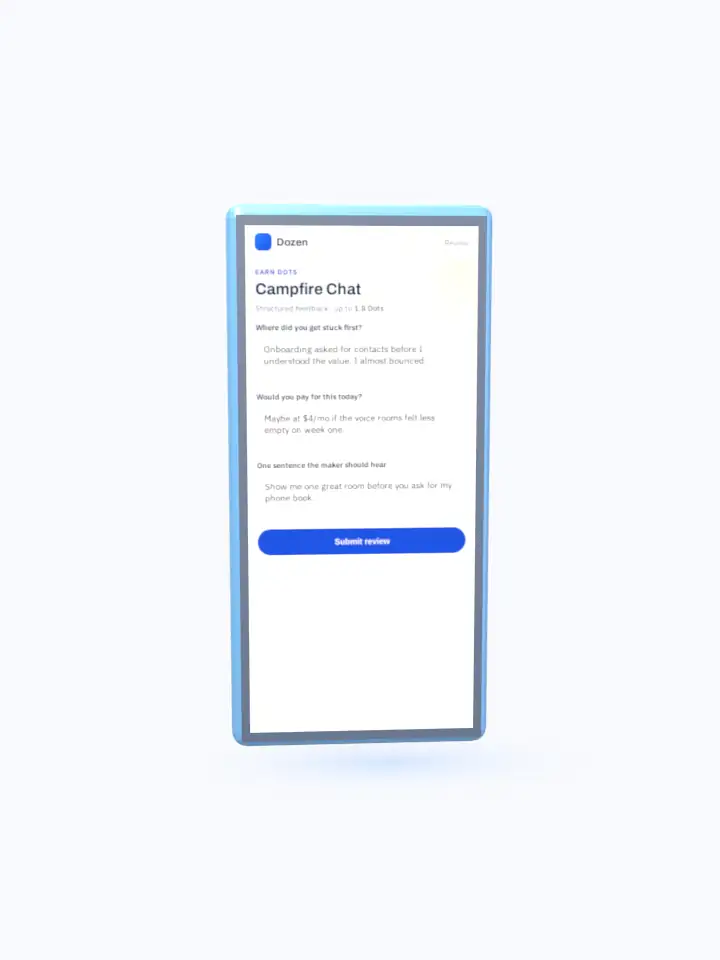 Dozen
Review
EARN DOTS
Campfire Chat
Structured feedback · up to 1.8 Dots
Where did you get stuck first?
Onboarding asked for contacts before I
understood the value. I almost bounced.
Would you pay for this today?
Maybe at $4/mo if the voice rooms felt less
empty on week one.
One sentence the maker should hear
Show me one great room before you ask for my
phone book.
Submit review